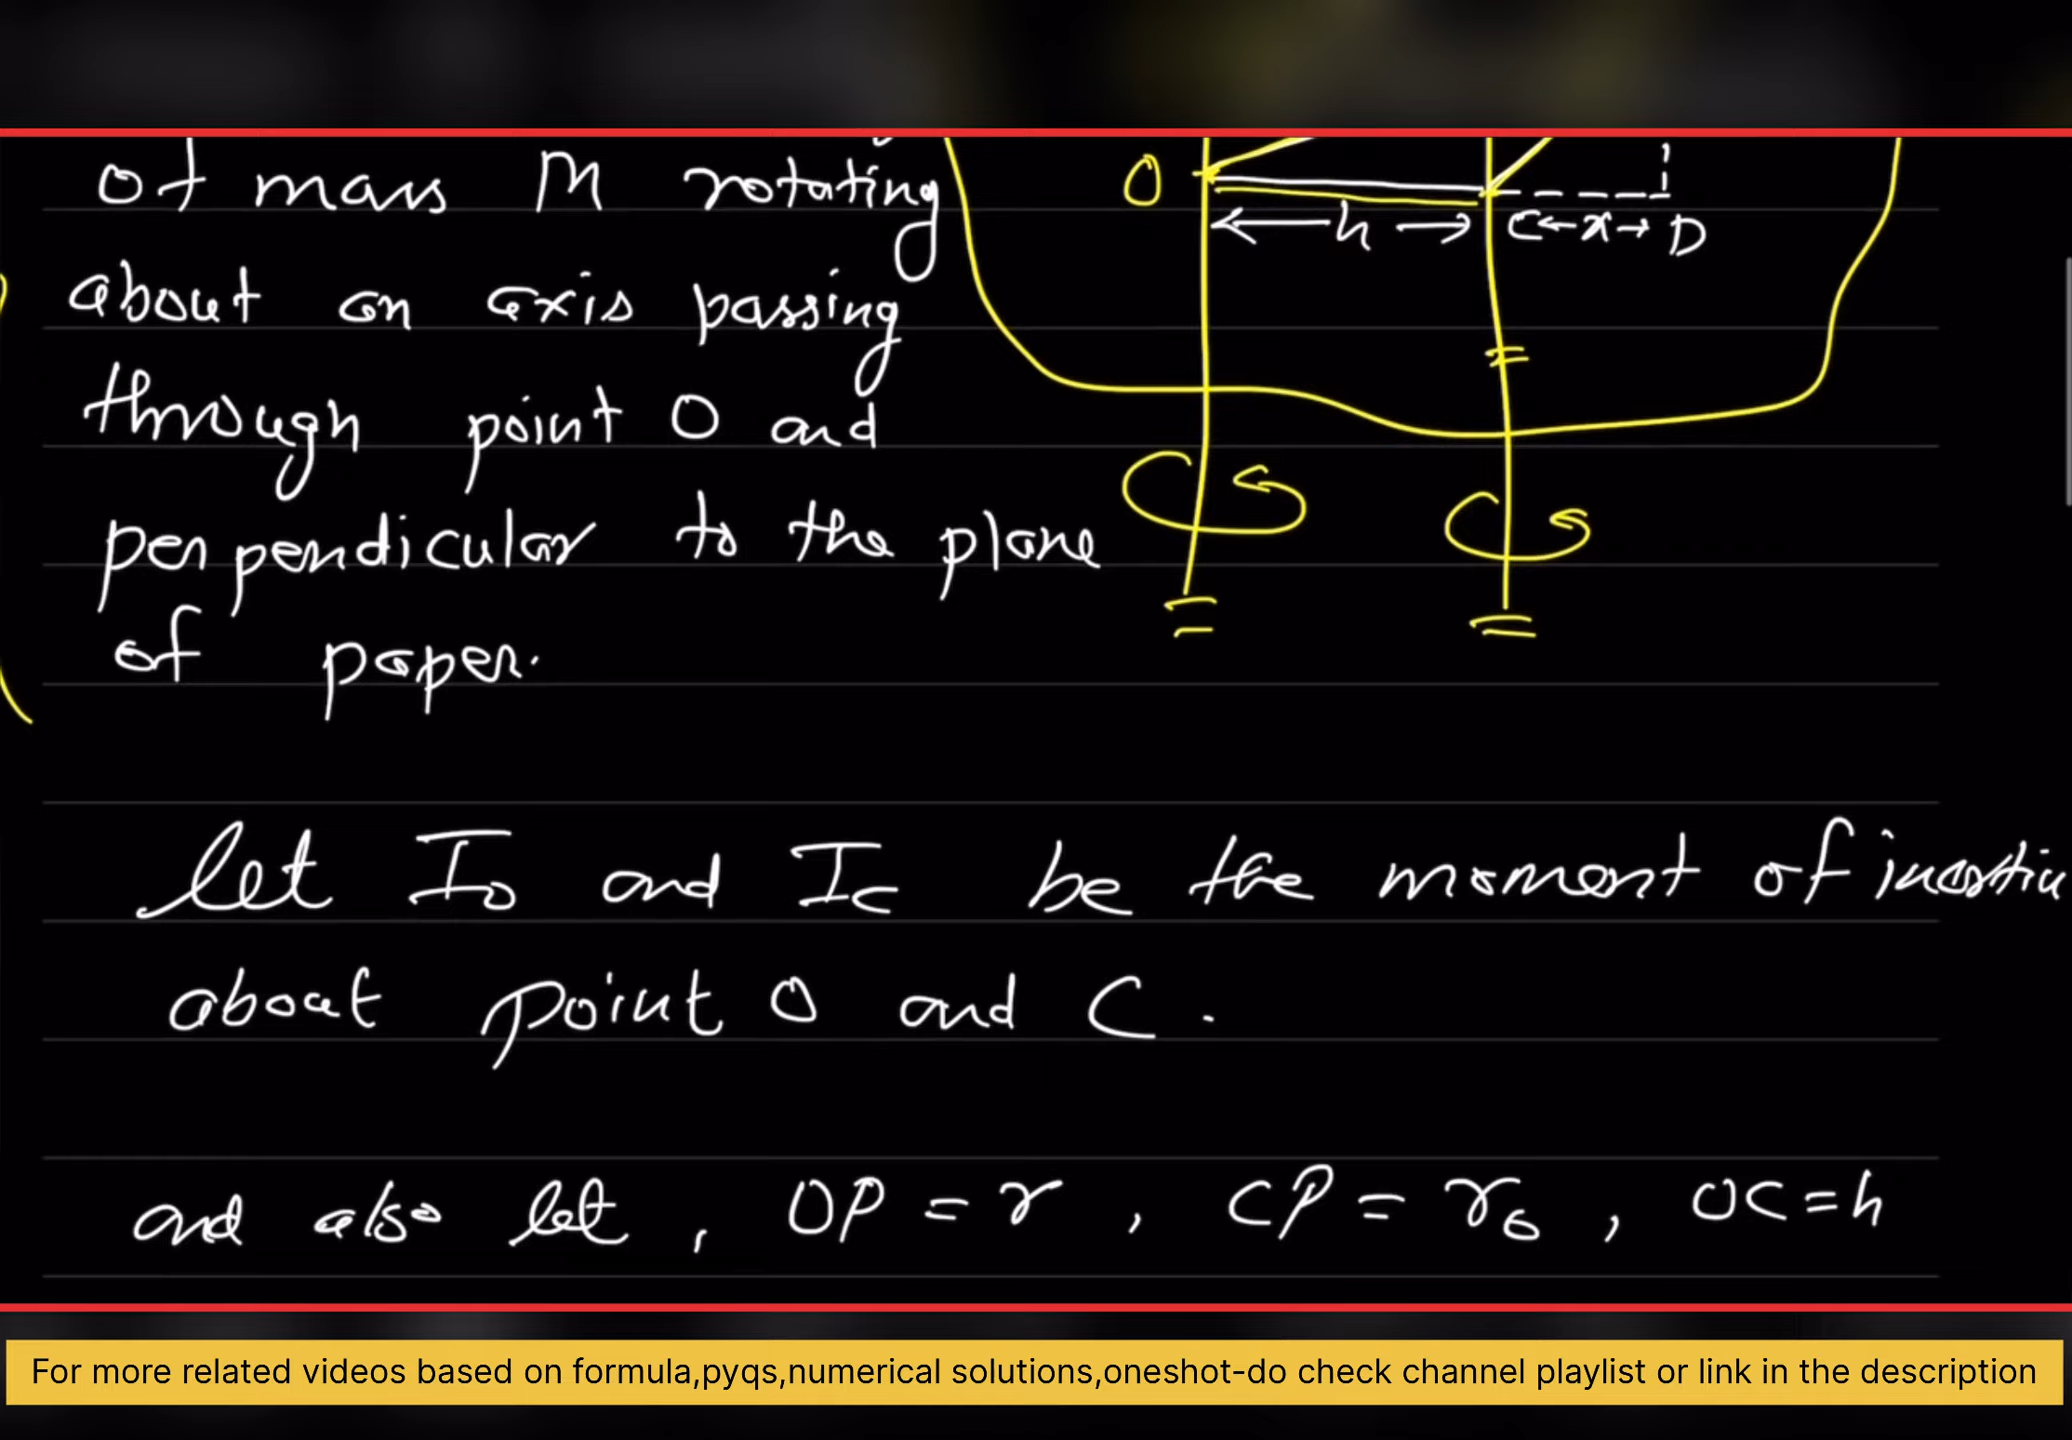 of mass M rotating
about an axis passing
through point O and
perpendicular to the plane
of paper.
O
h
C x D
let I₀ and I_C be the moment of inertia
about point O and C.
and also let, OP = r, CP = r₀, OC = h
For more related videos based on formula,pyqs,numerical solutions,oneshot-do check channel playlist or link in the description